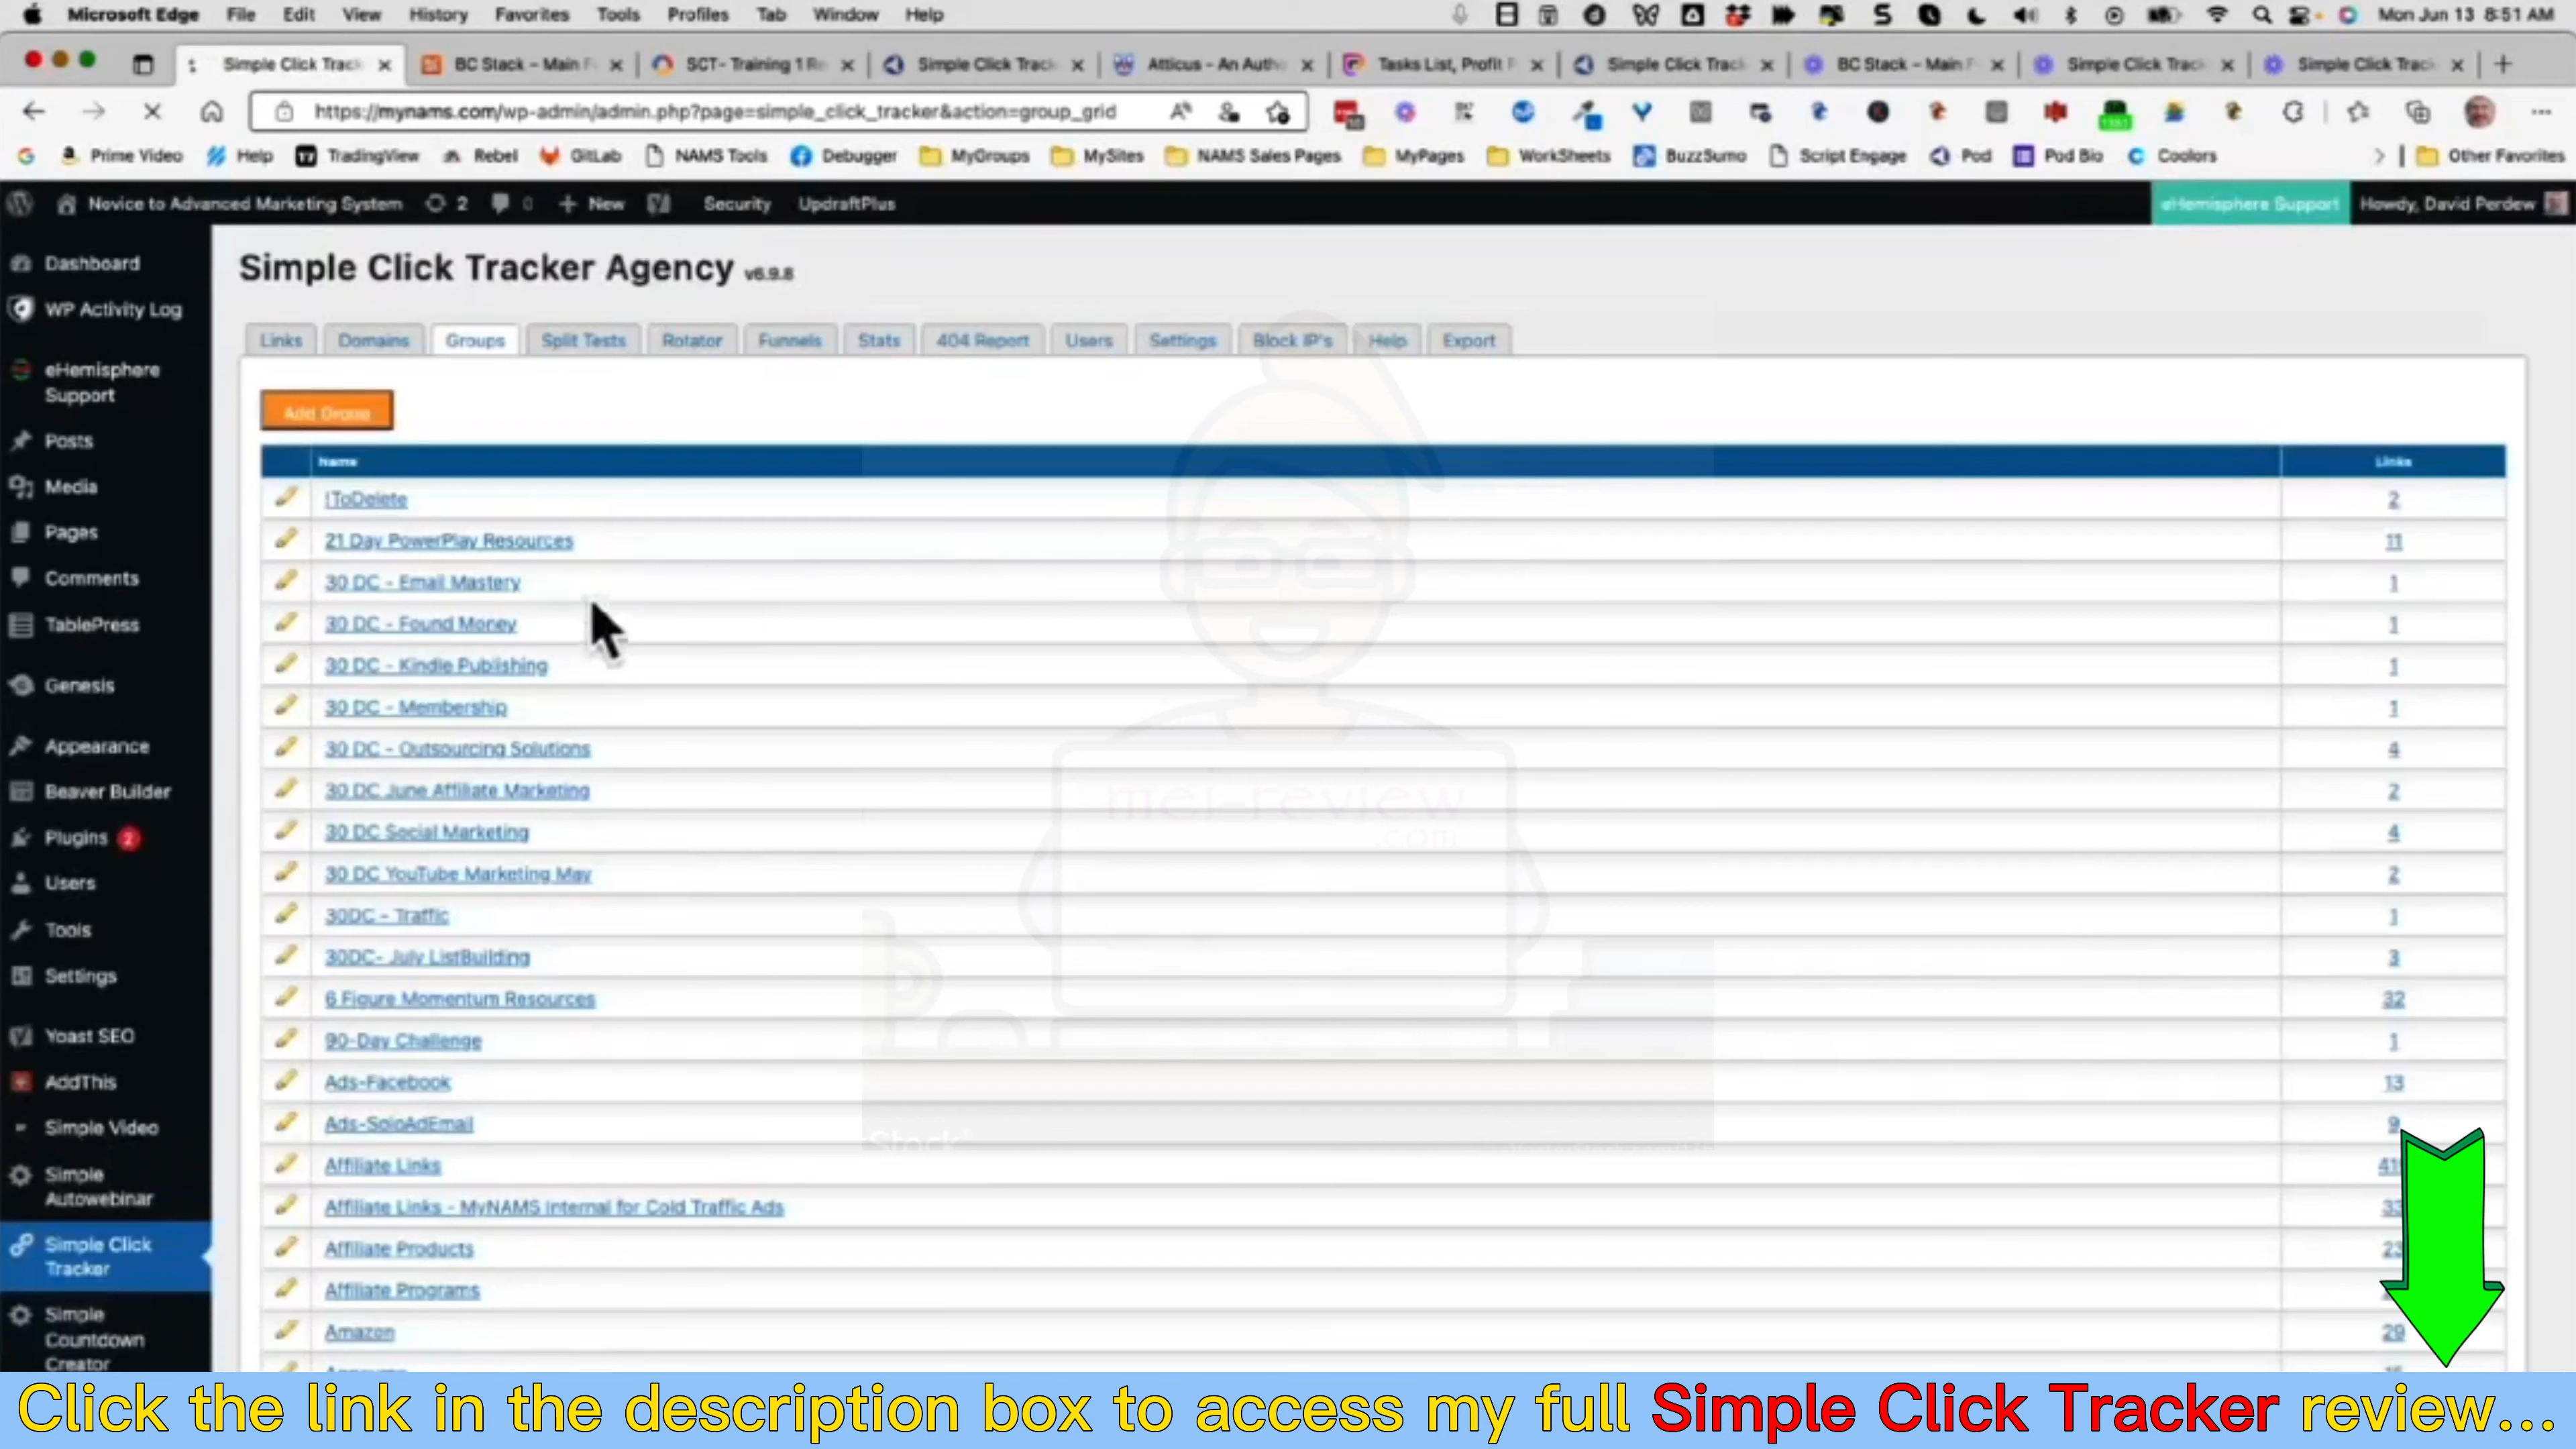 Microsoft Edge File Edit View History Favorites Tools Profiles Tab Window Help Mon Jun 13 8:51 AM
Simple Click Track BC Stack – Main F SCT- Training 1 Re Simple Click Track Atticus - An Auth Tasks List, Profit F Simple Click Track BC Stack – Main F Simple Click Track Simple Click Track
https://mynams.com/wp-admin/admin.php?page=simple_click_tracker&action=group_grid
Prime Video Help TradingView Rebel GitLab NAMS Tools Debugger MyGroups MySites NAMS Sales Pages MyPages WorkSheets BuzzSumo Script Engage Pod Pod Bio Coolors Other Favorites
Novice to Advanced Marketing System 2 0 New Security UpdraftPlus eHemisphere Support Howdy, David Perdew
Dashboard
WP Activity Log
eHemisphere
Support
Posts
Media
Pages
Comments
TablePress
Genesis
Appearance
Beaver Builder
Plugins 2
Users
Tools
Settings
Yoast SEO
AddThis
Simple Video
Simple
Autowebinar
Simple Click
Tracker
Simple
Countdown
Creator
Simple Click Tracker Agency v6.9.8
Links Domains Groups Split Tests Rotator Funnels Stats 404 Report Users Settings Block IP's Help Export
Add Group
Name Links
!ToDelete 2
21 Day PowerPlay Resources 11
30 DC - Email Mastery 1
30 DC - Found Money 1
30 DC - Kindle Publishing 1
30 DC - Membership 1
30 DC - Outsourcing Solutions 4
30 DC June Affiliate Marketing 2
30 DC Social Marketing 4
30 DC YouTube Marketing May 2
30DC - Traffic 1
30DC- July ListBuilding 3
6 Figure Momentum Resources 32
90-Day Challenge 1
Ads-Facebook 13
Ads-SoloAdEmail 9
Affiliate Links
Affiliate Links - MyNAMS Internal for Cold Traffic Ads
Affiliate Products
Affiliate Programs
Amazon 29
mei-review
.com
Click the link in the description box to access my full Simple Click Tracker review...